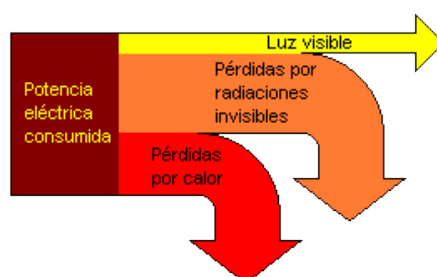 Luz visible
Potencia
eléctrica
consumida
Pérdidas por
radiaciones
invisibles
Pérdidas
por calor